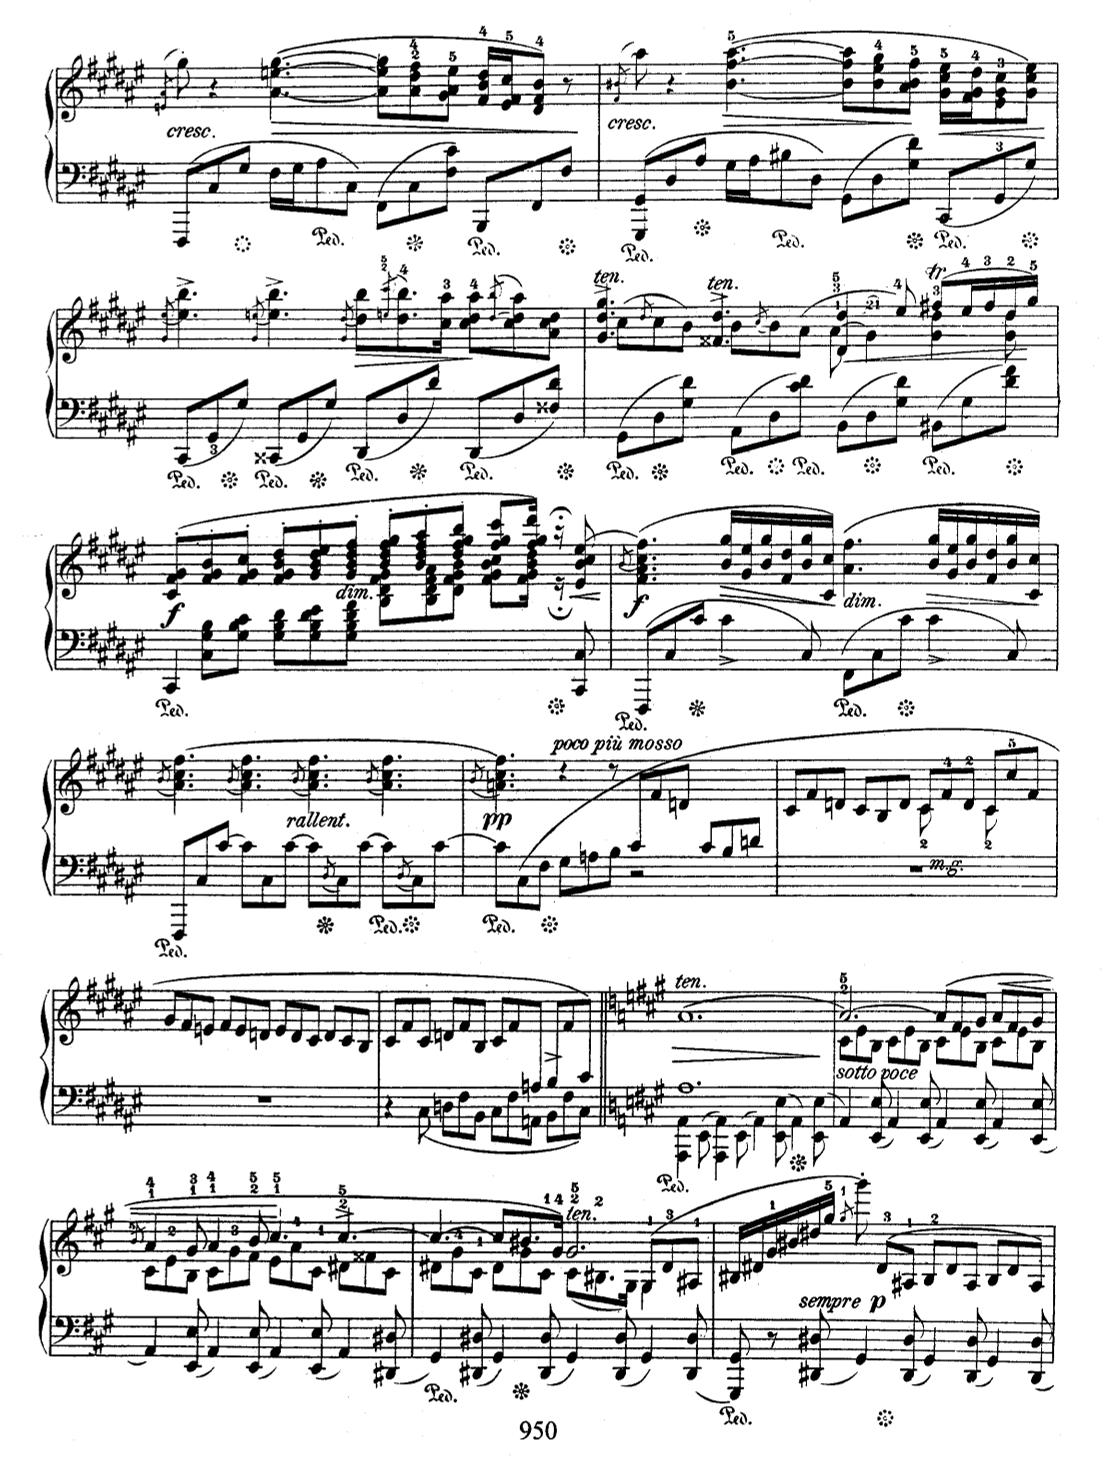 cresc. cresc.
Ped. Ped. Ped. Ped. Ped. Ped.
ten. ten. tr
Ped. Ped. Ped. Ped. Ped. Ped. Ped. Ped.
f dim. f dim.
Ped. Ped. Ped.
poco più mosso
rallent. pp m.g.
Ped. Ped. Ped.
ten.
sotto poce
Ped.
ten.
sempre p
Ped. Ped.
950